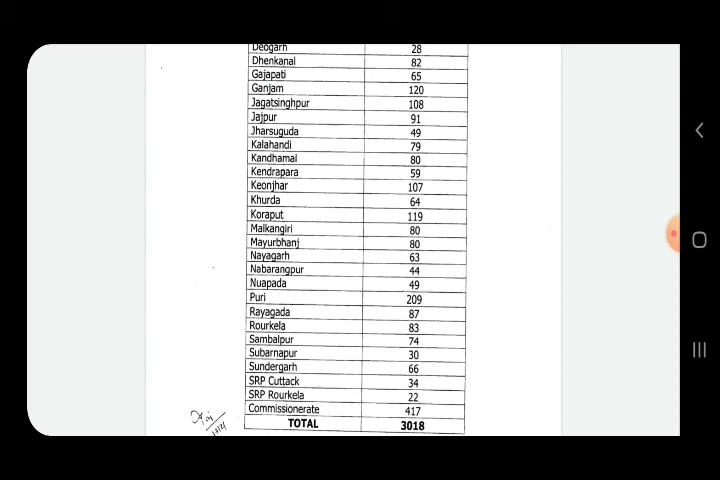 Deogarh 28
Dhenkanal 82
Gajapati 65
Ganjam 120
Jagatsinghpur 108
Jajpur 91
Jharsuguda 49
Kalahandi 79
Kandhamal 80
Kendrapara 59
Keonjhar 107
Khurda 64
Koraput 119
Malkangiri 80
Mayurbhanj 80
Nayagarh 63
Nabarangpur 44
Nuapada 49
Puri 209
Rayagada 87
Rourkela 83
Sambalpur 74
Subarnapur 30
Sundergarh 66
SRP Cuttack 34
SRP Rourkela 22
Commissionerate 417
TOTAL 3018